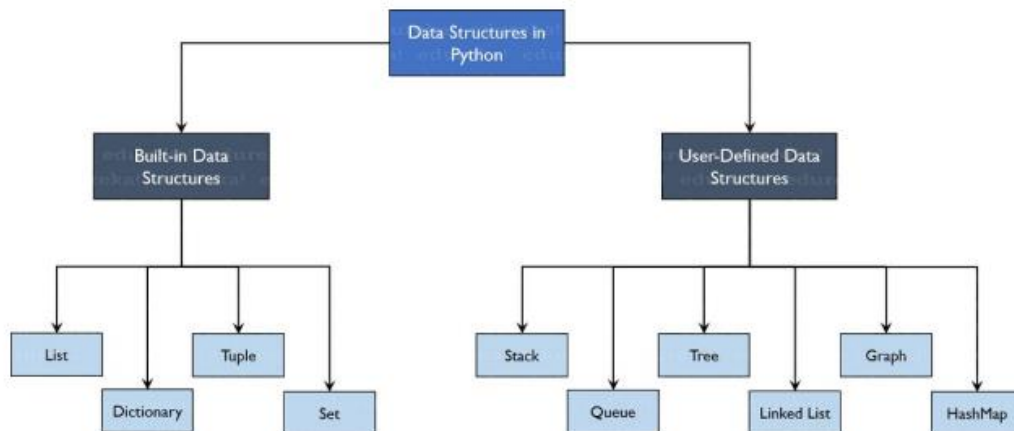 Data Structures in
Python
Built-in Data
Structures
User-Defined Data
Structures
List
Tuple
Stack
Tree
Graph
Dictionary
Set
Queue
Linked List
HashMap